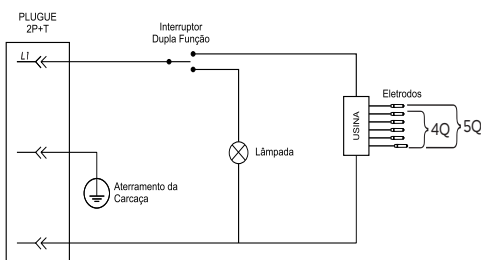 PLUGUE
2P+T
Interruptor
Dupla Função
L1
Eletrodos
USINA
4Q
5Q
Lâmpada
Aterramento da
Carcaça